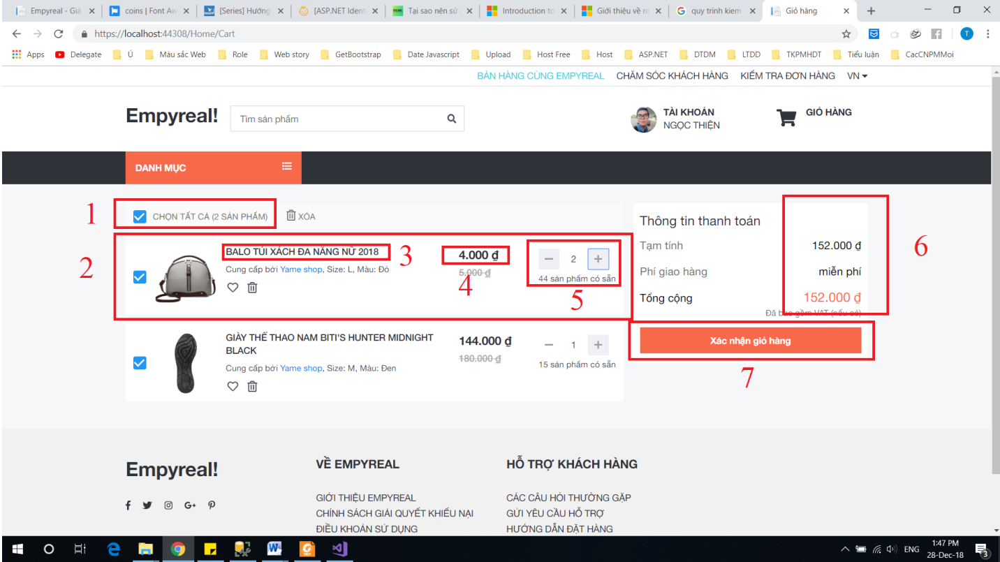 Empyreal - Giá
coins | Font Aw
[Series] Hướng
[ASP.NET Identi
Tại sao nên sử
Introduction to
Giới thiệu về n
quy trinh kiem
Giỏ hàng
https://localhost:44308/Home/Cart
Apps Delegate Ú Màu sắc Web Role Web story GetBootstrap Date Javascript Upload Host Free Host ASP.NET DTDM LTDD TKPMHDT Tiểu luận CacCNPMMoi
BÁN HÀNG CÙNG EMPYREAL CHĂM SÓC KHÁCH HÀNG KIỂM TRA ĐƠN HÀNG VN
Empyreal!
Tìm sản phẩm
TÀI KHOẢN
NGỌC THIỆN
GIỎ HÀNG
DANH MỤC
1
CHỌN TẤT CẢ (2 SẢN PHẨM) XÓA
2
BALO TÚI XÁCH ĐA NĂNG NỮ 2018
3
Cung cấp bởi Yame shop, Size: L, Màu: Đỏ
4.000 ₫
5.000 ₫
4
− 2 +
44 sản phẩm có sẵn
5
GIÀY THỂ THAO NAM BITI'S HUNTER MIDNIGHT
BLACK
Cung cấp bởi Yame shop, Size: M, Màu: Đen
144.000 ₫
180.000 ₫
− 1 +
15 sản phẩm có sẵn
Thông tin thanh toán
Tạm tính 152.000 ₫
Phí giao hàng miễn phí
Tổng cộng 152.000 ₫
Đã bao gồm VAT (nếu có)
6
Xác nhận giỏ hàng
7
Empyreal!
VỀ EMPYREAL
GIỚI THIỆU EMPYREAL
CHÍNH SÁCH GIẢI QUYẾT KHIẾU NẠI
ĐIỀU KHOẢN SỬ DỤNG
HỖ TRỢ KHÁCH HÀNG
CÁC CÂU HỎI THƯỜNG GẶP
GỬI YÊU CẦU HỖ TRỢ
HƯỚNG DẪN ĐẶT HÀNG
ENG
1:47 PM
28-Dec-18
3